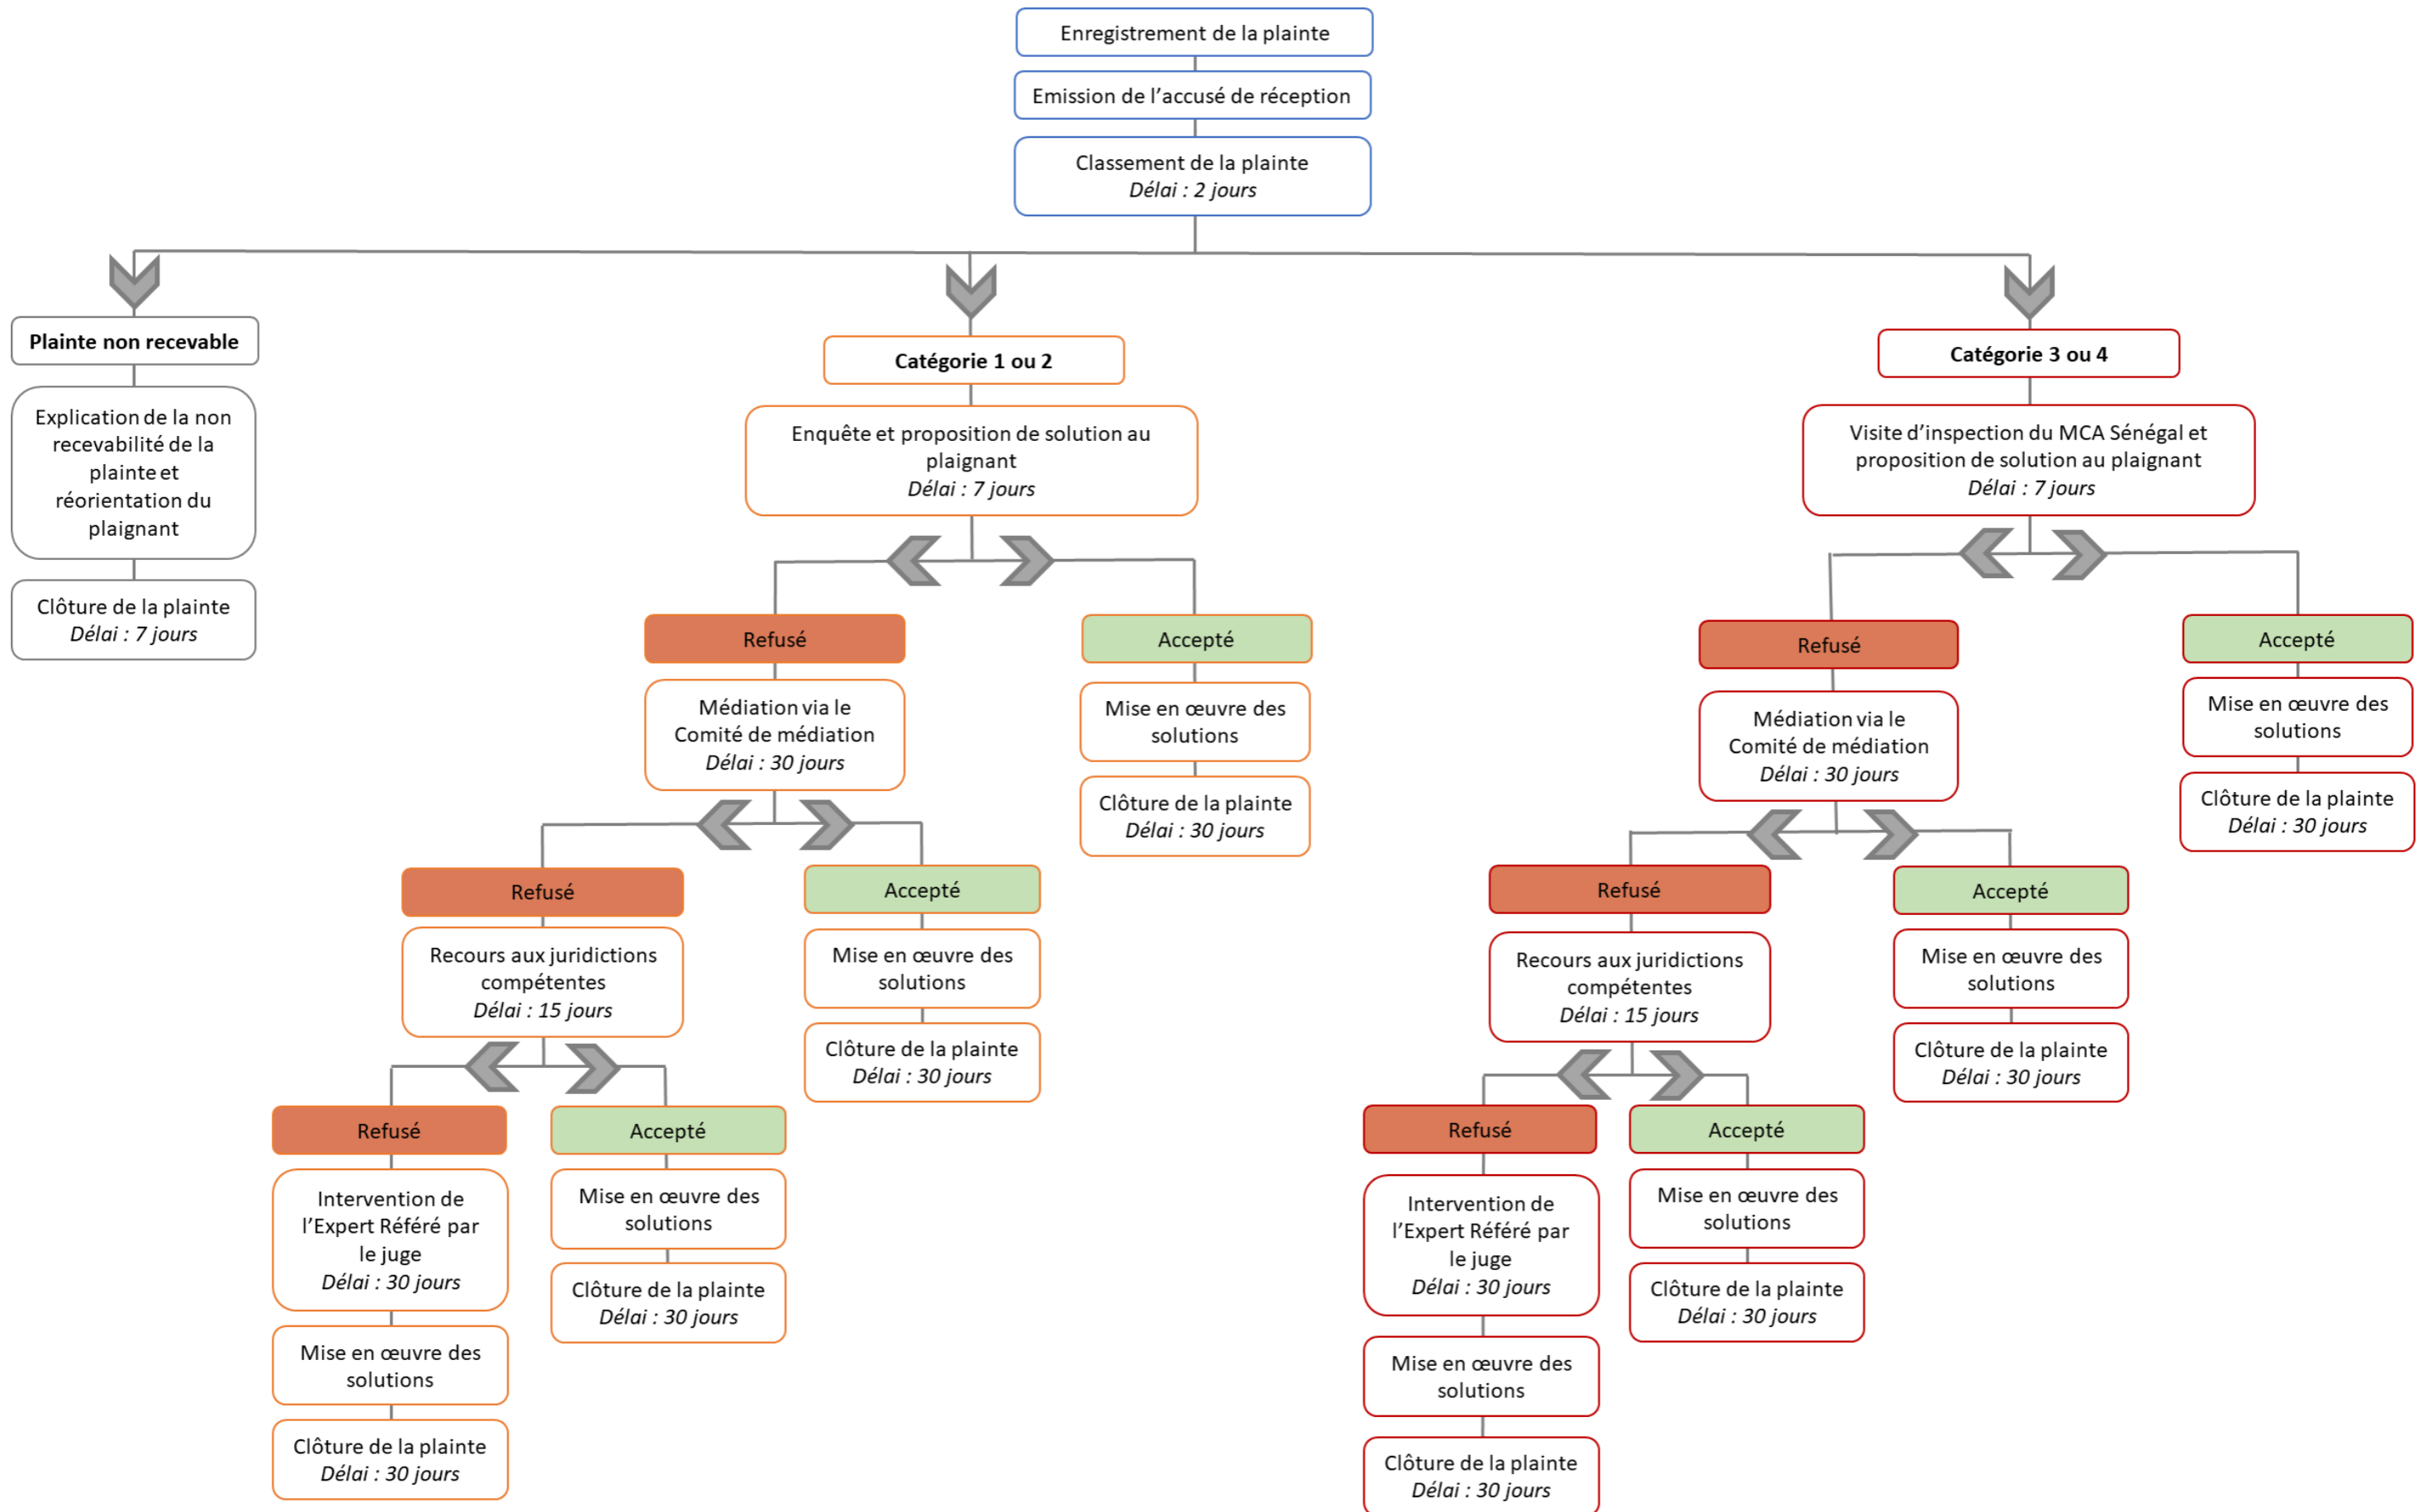 Enregistrement de la plainte
Emission de l’accusé de réception
Classement de la plainte
Délai : 2 jours
Plainte non recevable
Explication de la non
recevabilité de la
plainte et
réorientation du
plaignant
Clôture de la plainte
Délai : 7 jours
Catégorie 1 ou 2
Enquête et proposition de solution au
plaignant
Délai : 7 jours
Refusé
Médiation via le
Comité de médiation
Délai : 30 jours
Refusé
Recours aux juridictions
compétentes
Délai : 15 jours
Refusé
Intervention de
l’Expert Référé par
le juge
Délai : 30 jours
Mise en œuvre des
solutions
Clôture de la plainte
Délai : 30 jours
Accepté
Mise en œuvre des
solutions
Clôture de la plainte
Délai : 30 jours
Accepté
Mise en œuvre des
solutions
Clôture de la plainte
Délai : 30 jours
Accepté
Mise en œuvre des
solutions
Clôture de la plainte
Délai : 30 jours
Catégorie 3 ou 4
Visite d’inspection du MCA Sénégal et
proposition de solution au plaignant
Délai : 7 jours
Refusé
Médiation via le
Comité de médiation
Délai : 30 jours
Refusé
Recours aux juridictions
compétentes
Délai : 15 jours
Refusé
Intervention de
l’Expert Référé par
le juge
Délai : 30 jours
Mise en œuvre des
solutions
Clôture de la plainte
Délai : 30 jours
Accepté
Mise en œuvre des
solutions
Clôture de la plainte
Délai : 30 jours
Accepté
Mise en œuvre des
solutions
Clôture de la plainte
Délai : 30 jours
Accepté
Mise en œuvre des
solutions
Clôture de la plainte
Délai : 30 jours